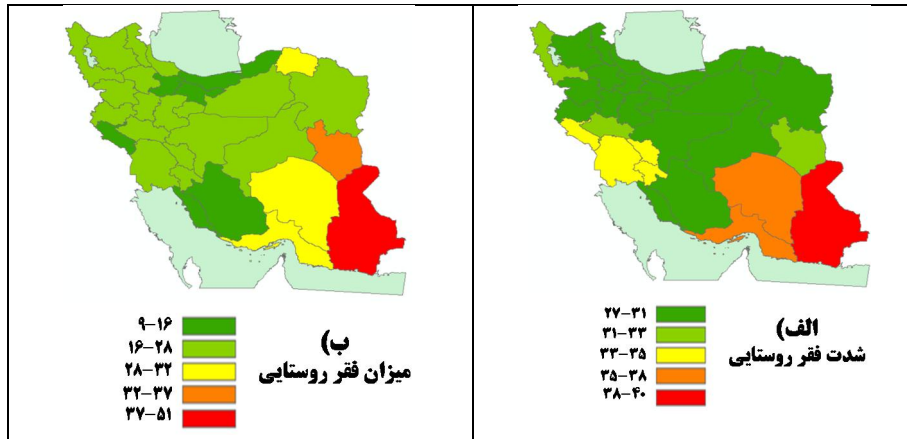 الف)
شدت فقر روستایی
۲۷-۳۱
۳۱-۳۳
۳۳-۳۵
۳۵-۳۸
۳۸-۴۰
ب)
میزان فقر روستایی
۹-۱۶
۱۶-۲۸
۲۸-۳۲
۳۲-۳۷
۳۷-۵۱